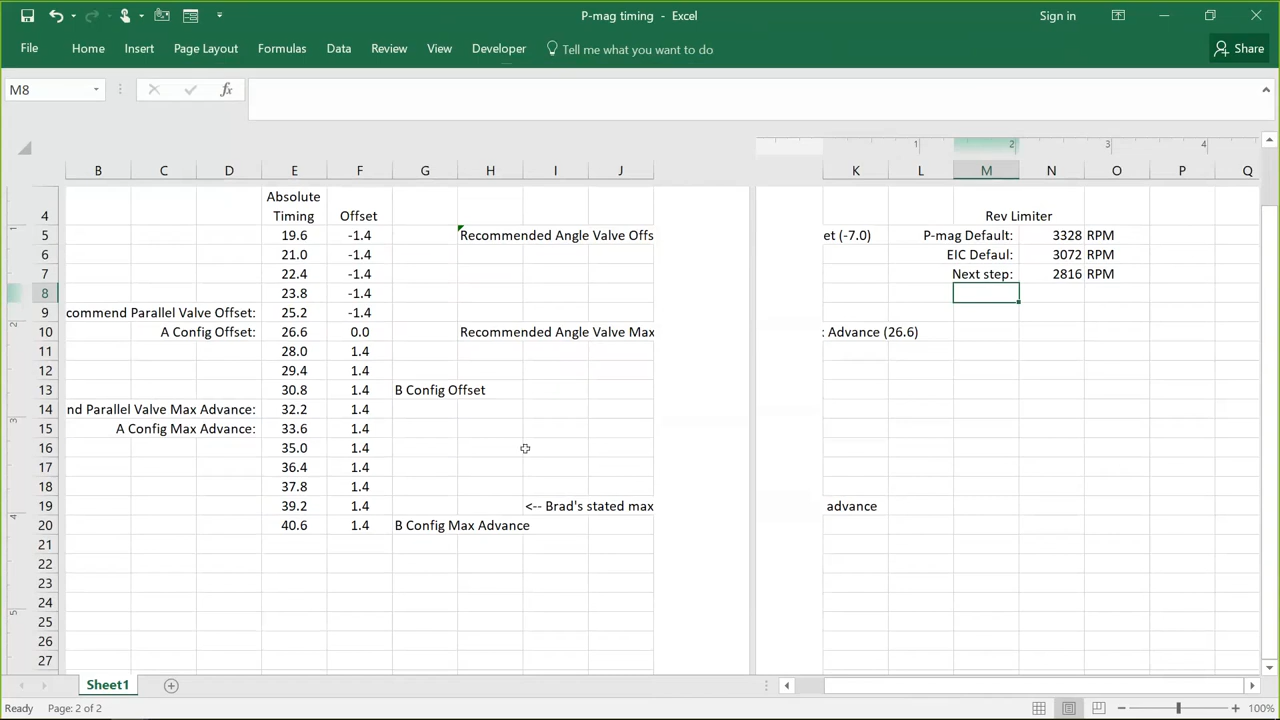 P-mag timing - Excel
Sign in
File Home Insert Page Layout Formulas Data Review View Developer Tell me what you want to do Share
M8 fx
1 2 3 4
B C D E F G H I J K L M N O P Q
Absolute
4 Timing Offset Rev Limiter
5 19.6 -1.4 Recommended Angle Valve Offs et (-7.0) P-mag Default: 3328 RPM
6 21.0 -1.4 EIC Defaul: 3072 RPM
7 22.4 -1.4 Next step: 2816 RPM
8 23.8 -1.4
9 commend Parallel Valve Offset: 25.2 -1.4
10 A Config Offset: 26.6 0.0 Recommended Angle Valve Max : Advance (26.6)
11 28.0 1.4
12 29.4 1.4
13 30.8 1.4 B Config Offset
14 nd Parallel Valve Max Advance: 32.2 1.4
15 A Config Max Advance: 33.6 1.4
16 35.0 1.4
17 36.4 1.4
18 37.8 1.4
19 39.2 1.4 <-- Brad's stated max advance
20 40.6 1.4 B Config Max Advance
21
22
23
24
25
26
27
1
2
3
4
5
Sheet1
Ready Page: 2 of 2 100%